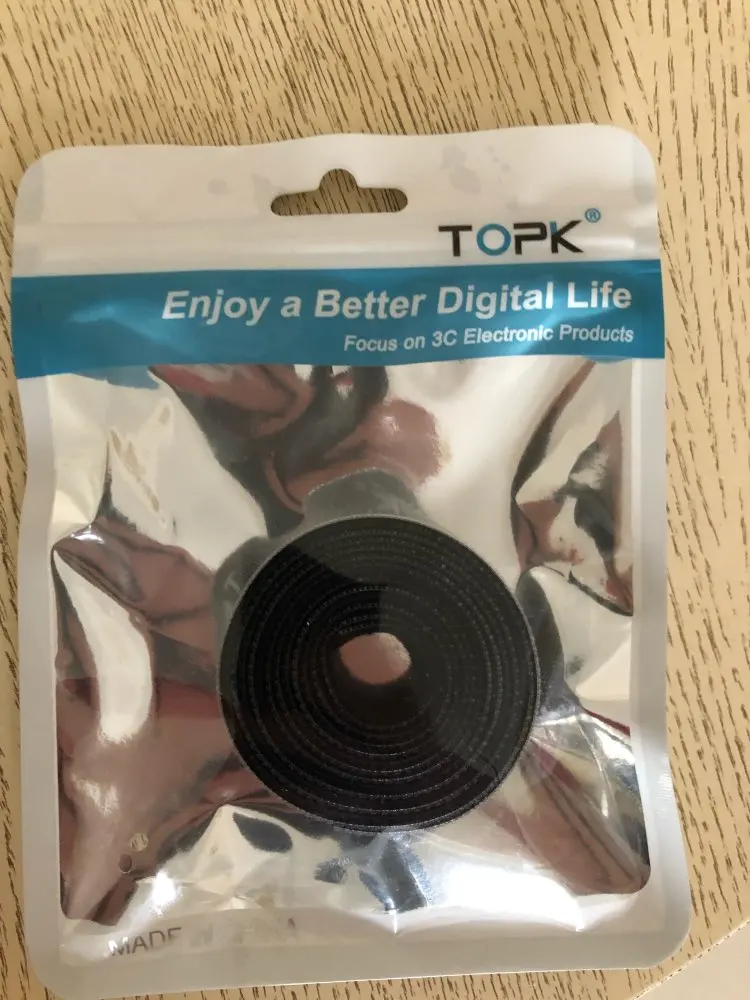 TOPK®
Enjoy a Better Digital Life
Focus on 3C Electronic Products
MADE